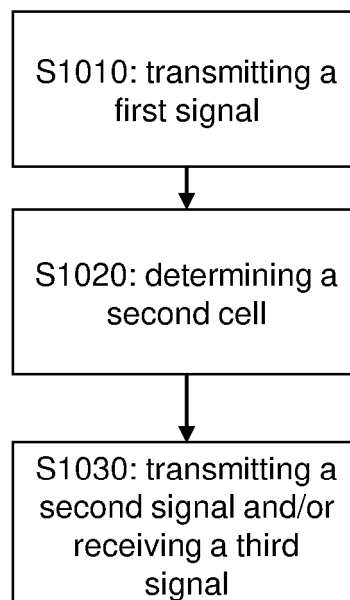 S1010: transmitting a
first signal
S1020: determining a
second cell
S1030: transmitting a
second signal and/or
receiving a third
signal